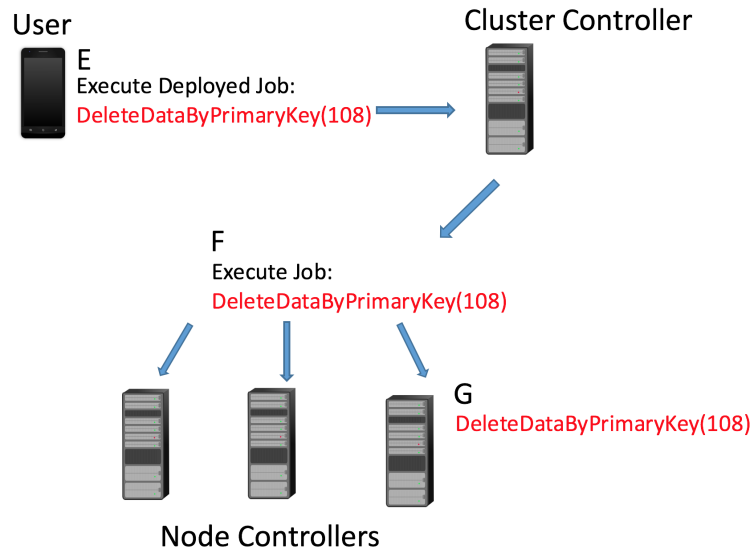 User
Cluster Controller
E
Execute Deployed Job:
DeleteDataByPrimaryKey(108)
F
Execute Job:
DeleteDataByPrimaryKey(108)
G
DeleteDataByPrimaryKey(108)
Node Controllers